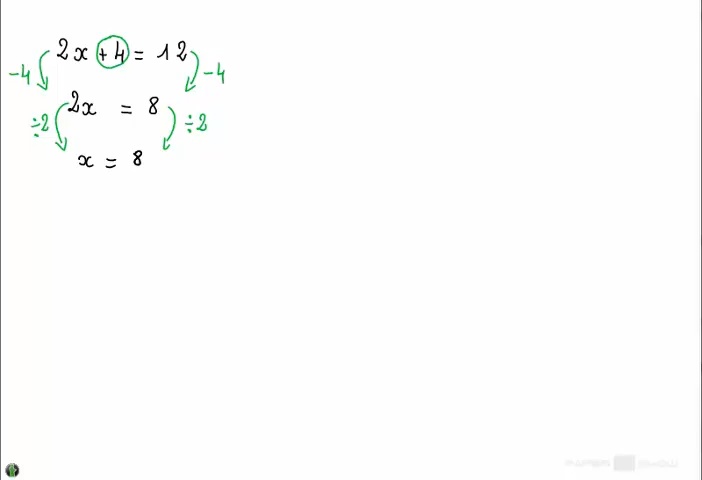 2x + 4 = 12
-4 -4
2x = 8
÷2 ÷2
x = 8